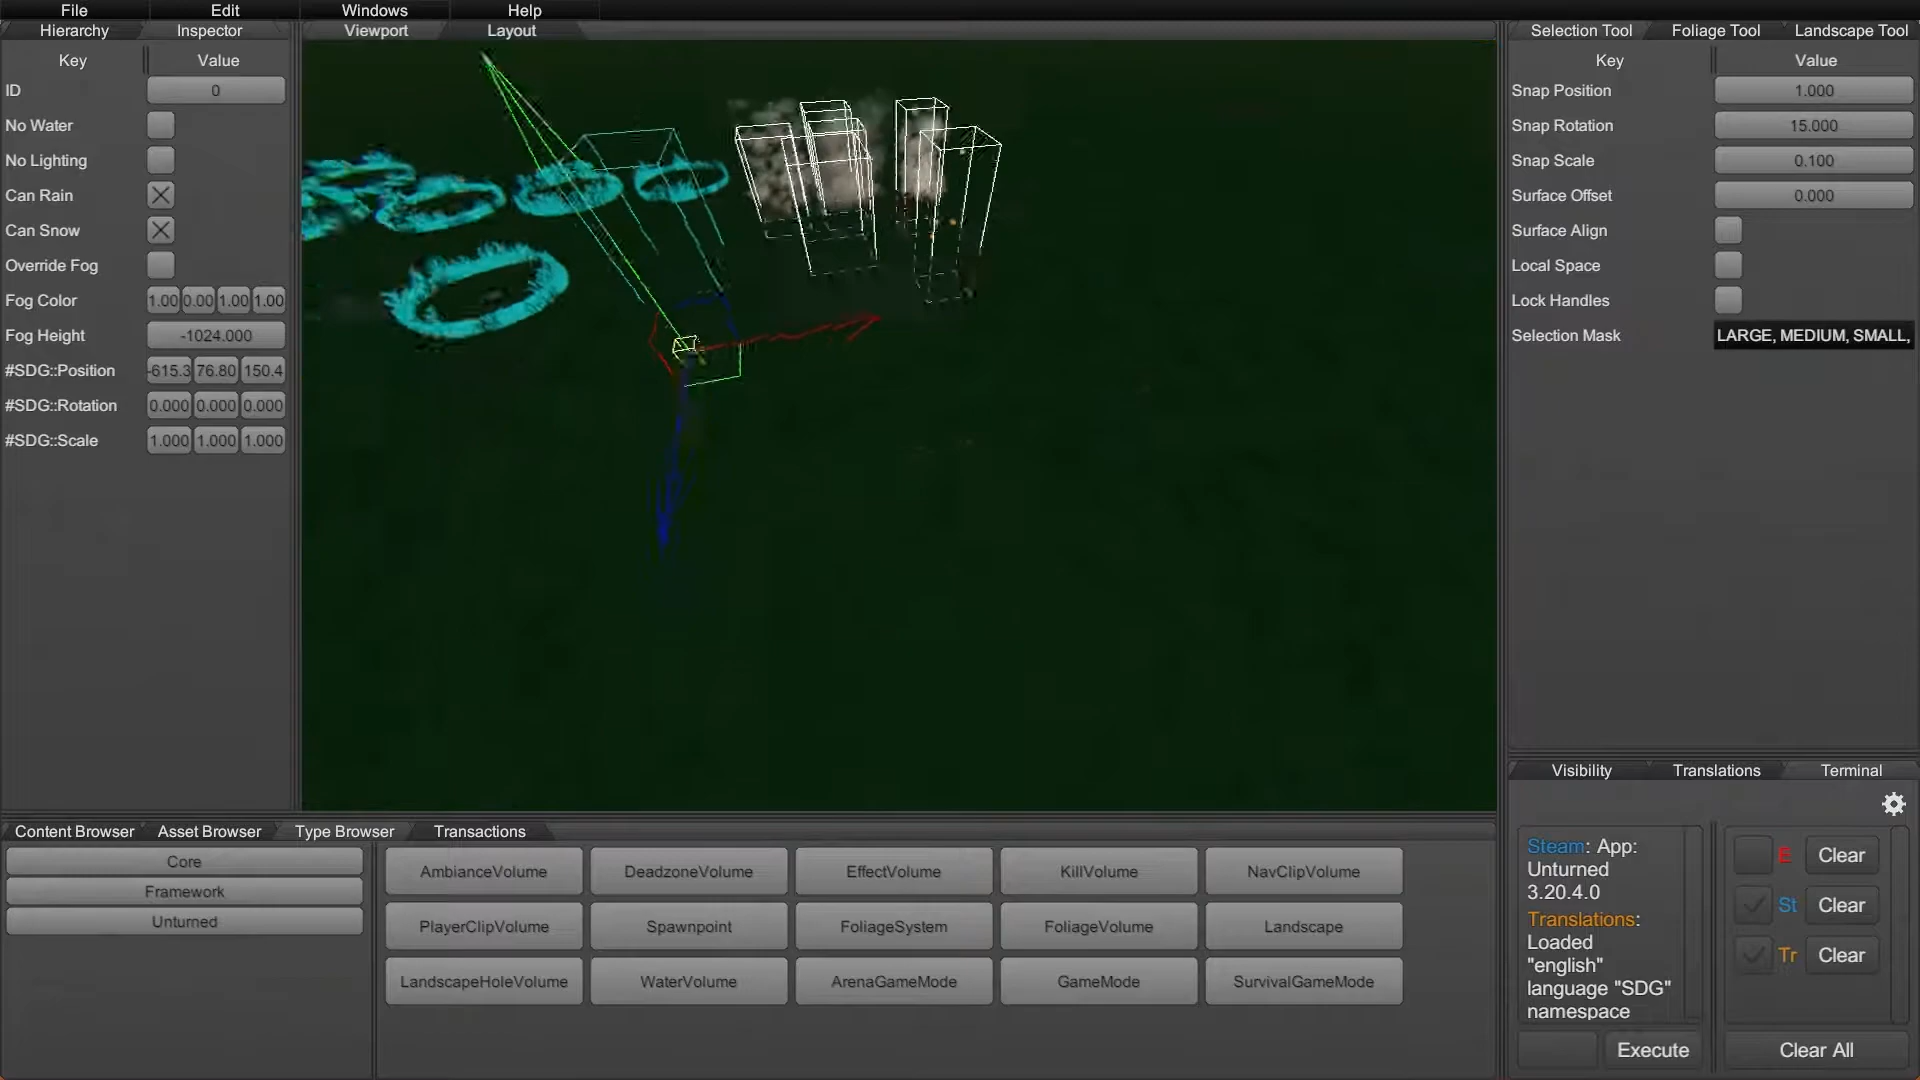 File Edit Windows Help
Hierarchy Inspector Viewport Layout Selection Tool Foliage Tool Landscape Tool
Key Value
ID 0
No Water
No Lighting
Can Rain
Can Snow
Override Fog
Fog Color 1.00 0.00 1.00 1.00
Fog Height -1024.000
#SDG::Position -615.3 76.80 150.4
#SDG::Rotation 0.000 0.000 0.000
#SDG::Scale 1.000 1.000 1.000
Key Value
Snap Position 1.000
Snap Rotation 15.000
Snap Scale 0.100
Surface Offset 0.000
Surface Align
Local Space
Lock Handles
Selection Mask LARGE, MEDIUM, SMALL,
Content Browser Asset Browser Type Browser Transactions
Core
Framework
Unturned
AmbianceVolume DeadzoneVolume EffectVolume KillVolume NavClipVolume
PlayerClipVolume Spawnpoint FoliageSystem FoliageVolume Landscape
LandscapeHoleVolume WaterVolume ArenaGameMode GameMode SurvivalGameMode
Visibility Translations Terminal
Steam: App:
Unturned
3.20.4.0
Translations:
Loaded
"english"
language "SDG"
namespace
E Clear
St Clear
Tr Clear
Execute Clear All